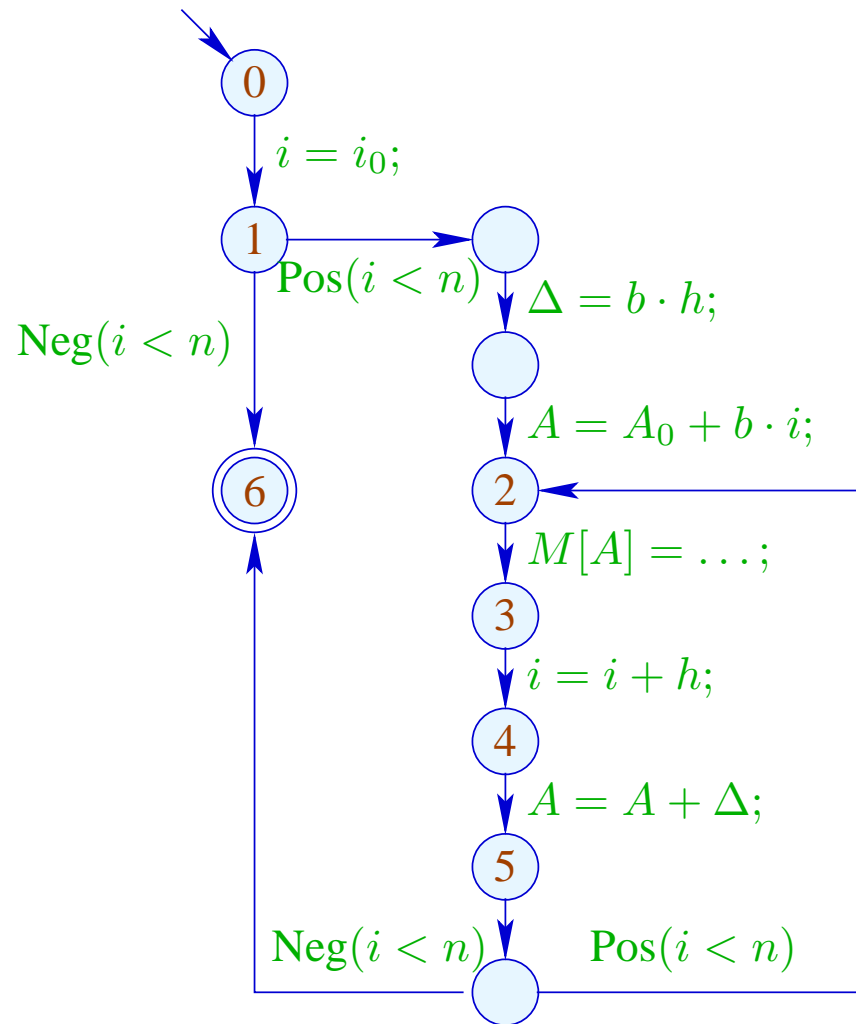 0
i = i₀;
1
Pos(i < n)
Δ = b · h;
Neg(i < n)
A = A₀ + b · i;
6
2
M[A] = …;
3
i = i + h;
4
A = A + Δ;
5
Neg(i < n)
Pos(i < n)